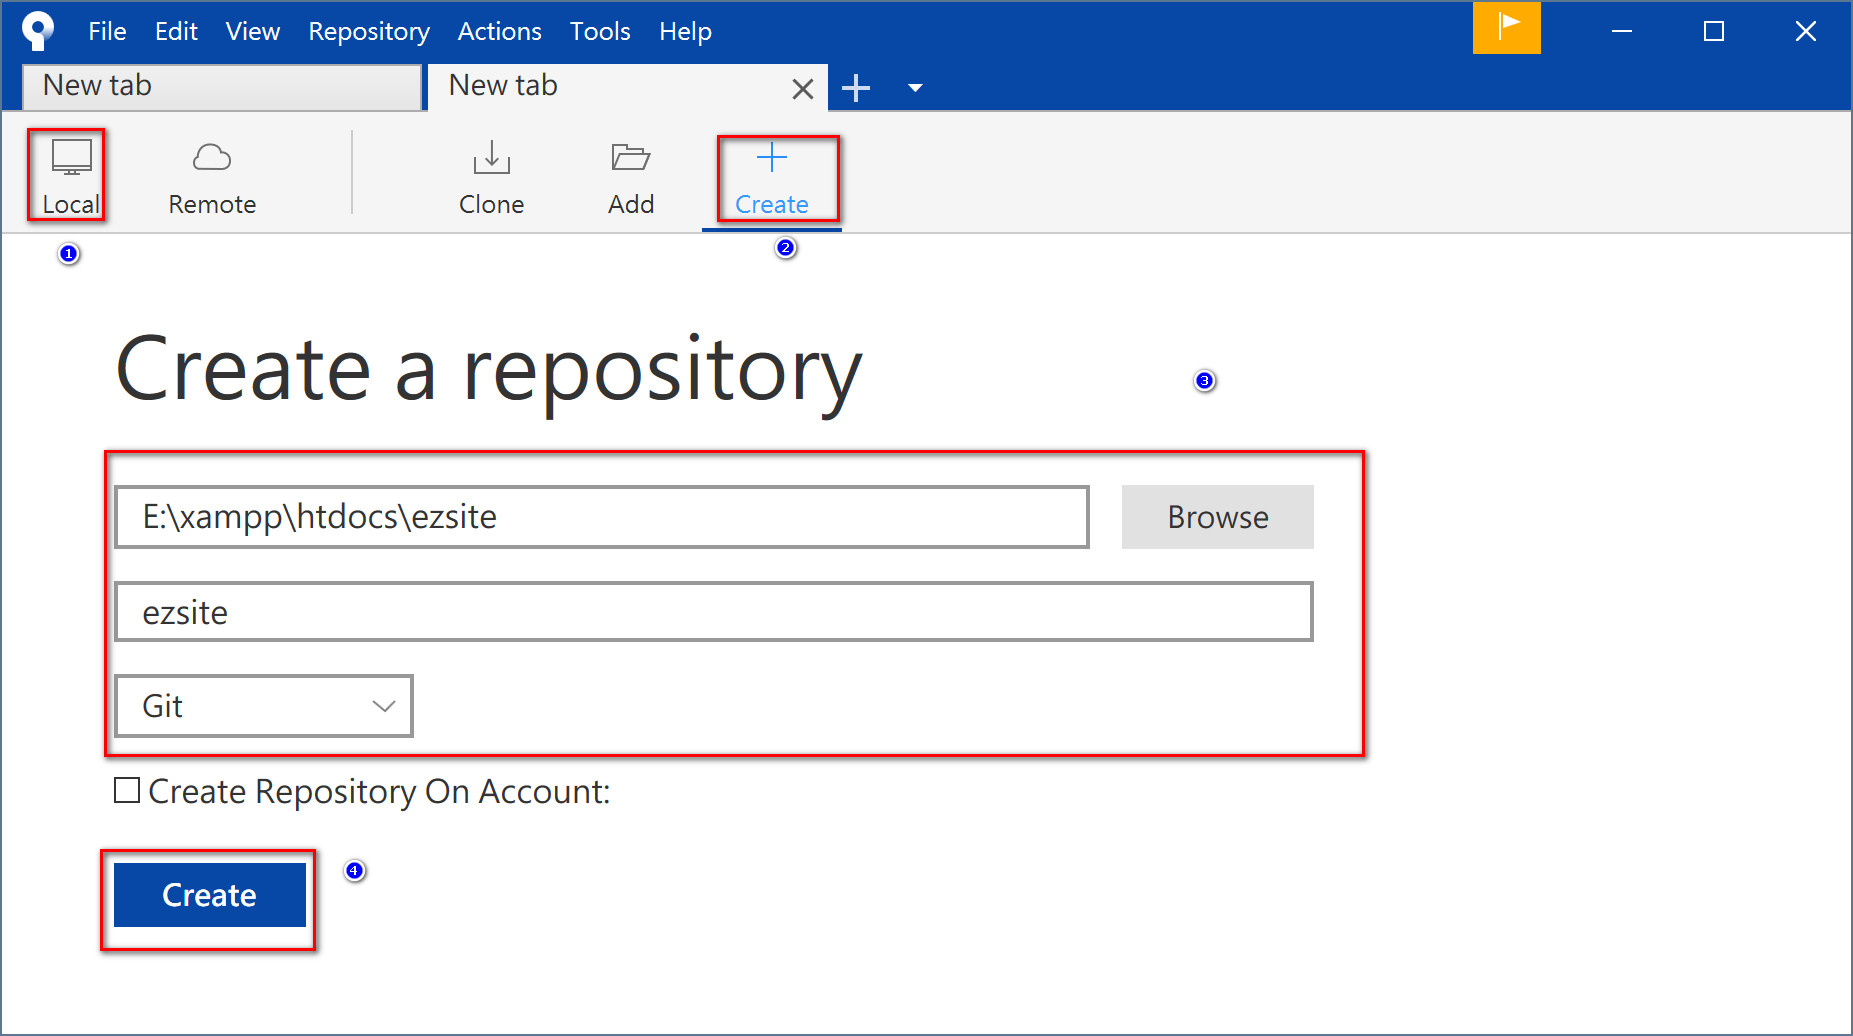 File Edit View Repository Actions Tools Help
New tab New tab
Local Remote Clone Add Create
1 2
Create a repository
3
E:\xampp\htdocs\ezsite Browse
ezsite
Git
Create Repository On Account:
Create
4